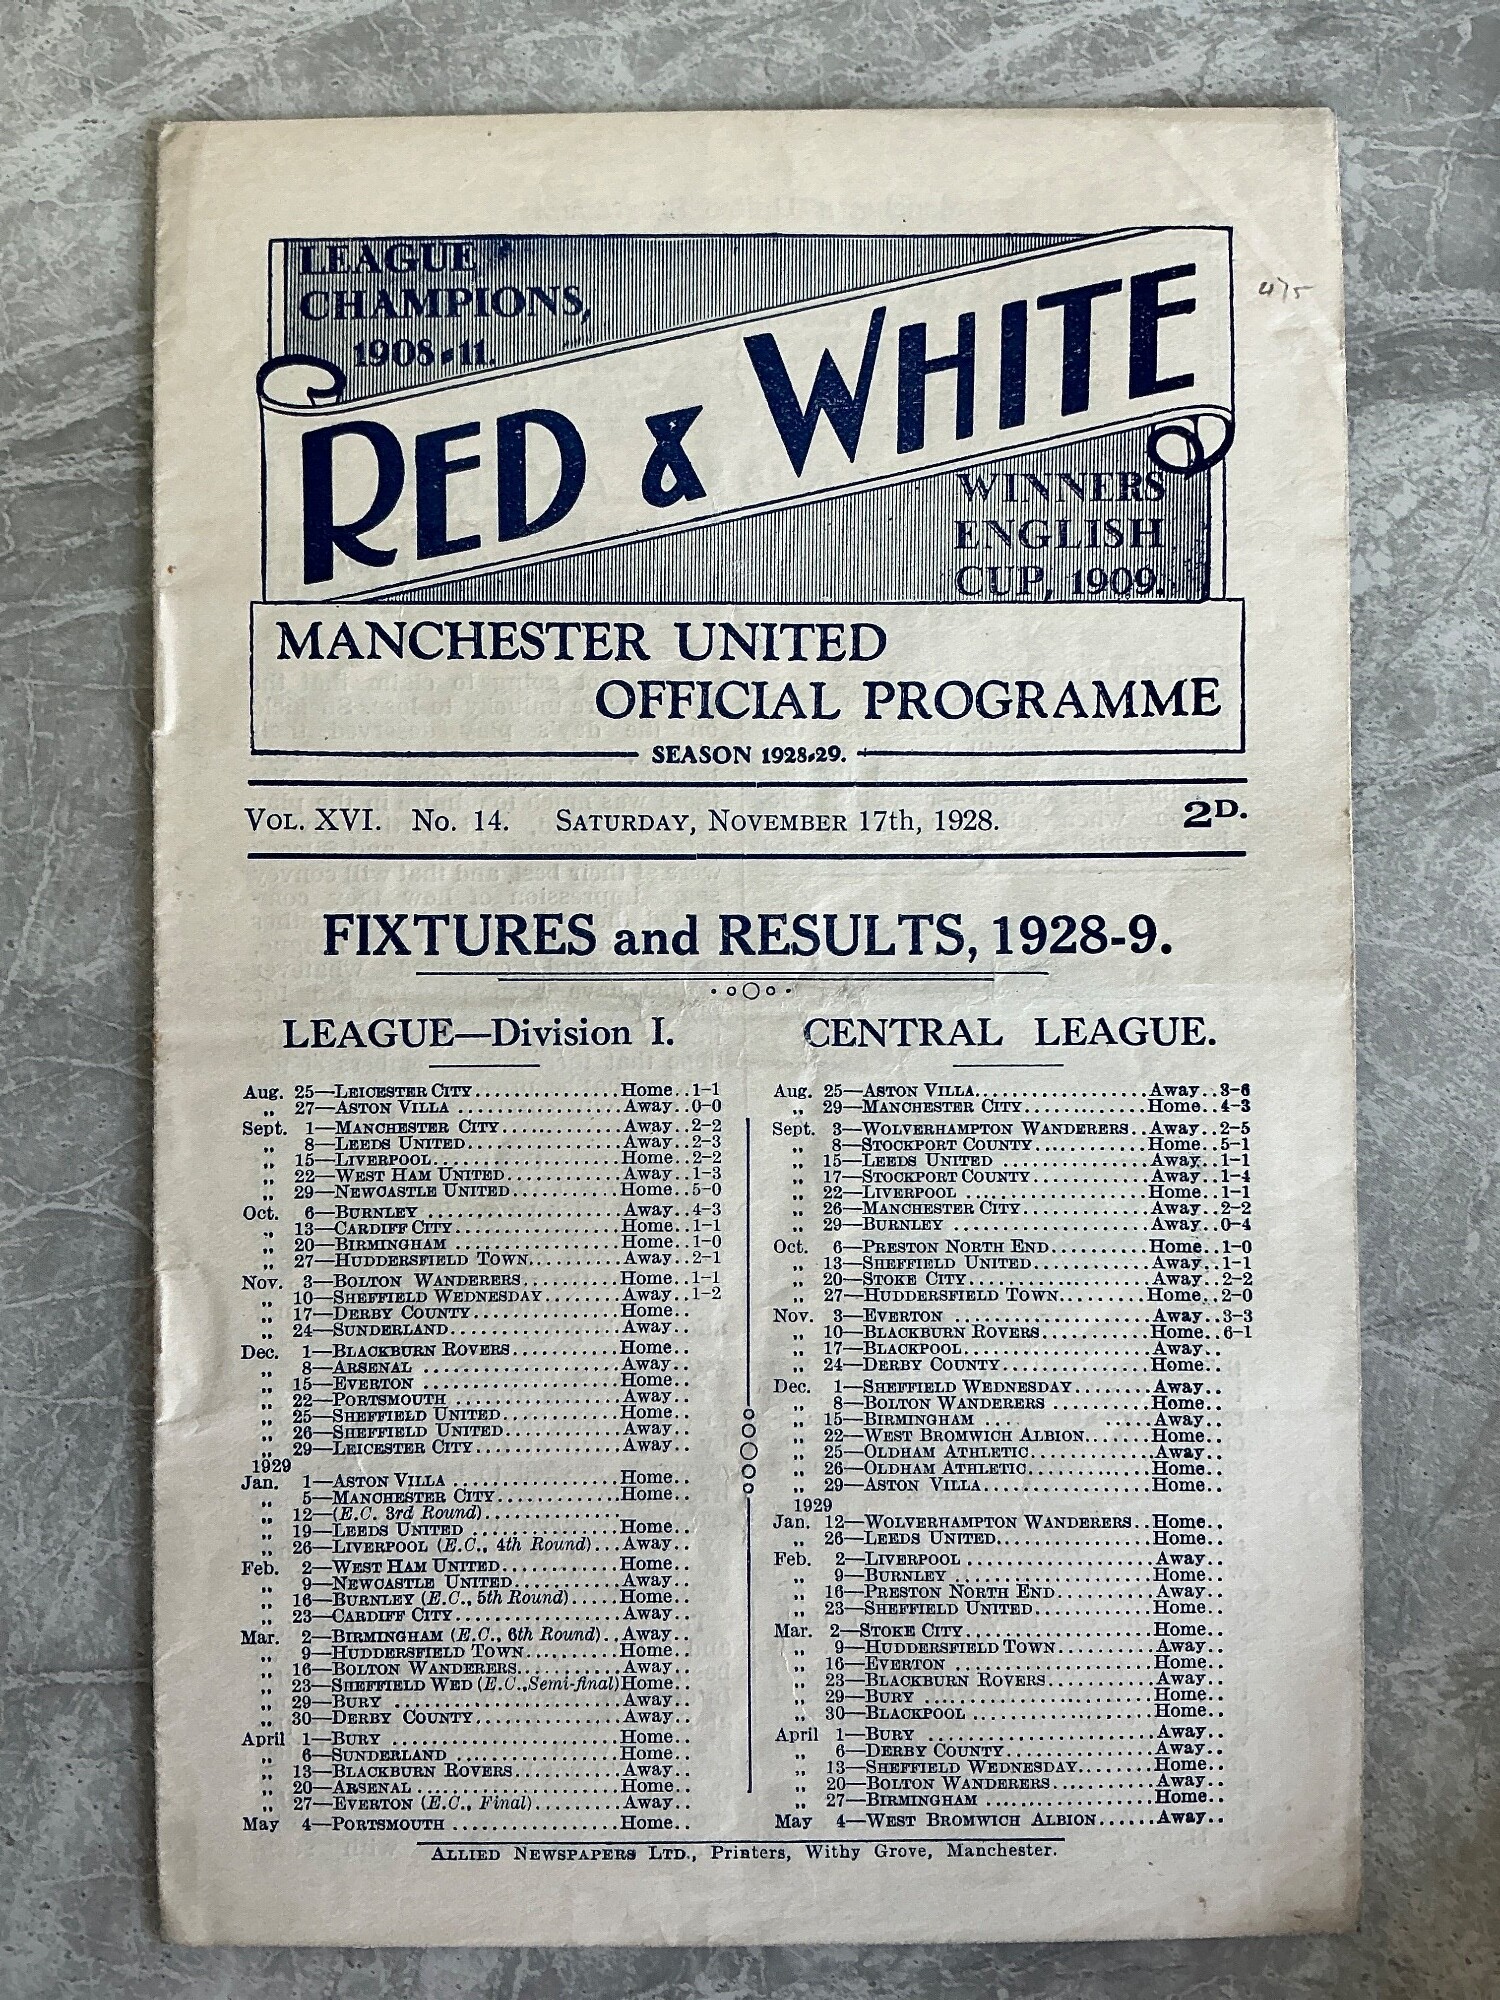 LEAGUE
CHAMPIONS,
1908-11.
RED & WHITE
WINNERS
ENGLISH
CUP, 1909.
MANCHESTER UNITED
OFFICIAL PROGRAMME
SEASON 1928-29.
VOL. XVI. No. 14. SATURDAY, NOVEMBER 17th, 1928. 2D.
FIXTURES and RESULTS, 1928-9.
LEAGUE—Division I.
Aug. 25—LEICESTER CITY...............Home..1-1
„ 27—ASTON VILLA ...............Away..0-0
Sept. 1—MANCHESTER CITY............Away..2-2
„ 8—LEEDS UNITED...............Away..2-3
„ 15—LIVERPOOL..................Home..2-2
„ 22—WEST HAM UNITED............Away..1-3
„ 29—NEWCASTLE UNITED...........Home..5-0
Oct. 6—BURNLEY ...................Away..4-3
„ 13—CARDIFF CITY...............Home..1-1
„ 20—BIRMINGHAM ................Home..1-0
„ 27—HUDDERSFIELD TOWN..........Away..2-1
Nov. 3—BOLTON WANDERERS...........Home..1-1
„ 10—SHEFFIELD WEDNESDAY........Away..1-2
„ 17—DERBY COUNTY...............Home..
„ 24—SUNDERLAND.................Away..
Dec. 1—BLACKBURN ROVERS...........Home..
„ 8—ARSENAL ...................Away..
„ 15—EVERTON ...................Home..
„ 22—PORTSMOUTH ................Away..
„ 25—SHEFFIELD UNITED...........Home..
„ 26—SHEFFIELD UNITED...........Away..
„ 29—LEICESTER CITY.............Away..
1929
Jan. 1—ASTON VILLA ...............Home..
„ 5—MANCHESTER CITY............Home..
„ 12—(E.C. 3rd Round)..............
„ 19—LEEDS UNITED ..............Home..
„ 26—LIVERPOOL (E.C., 4th Round)...Away..
Feb. 2—WEST HAM UNITED............Home..
„ 9—NEWCASTLE UNITED...........Away..
„ 16—BURNLEY (E.C., 5th Round).....Home..
„ 23—CARDIFF CITY...............Away..
Mar. 2—BIRMINGHAM (E.C., 6th Round)..Away..
„ 9—HUDDERSFIELD TOWN..........Home..
„ 16—BOLTON WANDERERS...........Away..
„ 23—SHEFFIELD WED (E.C.,Semi-final)Home..
„ 29—BURY ......................Away..
„ 30—DERBY COUNTY...............Away..
April 1—BURY ......................Home..
„ 6—SUNDERLAND ................Home..
„ 13—BLACKBURN ROVERS...........Away..
„ 20—ARSENAL ...................Home..
„ 27—EVERTON (E.C., Final).........Away..
May 4—PORTSMOUTH ................Home..
CENTRAL LEAGUE.
Aug. 25—ASTON VILLA................Away..3-6
„ 29—MANCHESTER CITY............Home..4-3
Sept. 3—WOLVERHAMPTON WANDERERS..Away..2-5
„ 8—STOCKPORT COUNTY...........Home..5-1
„ 15—LEEDS UNITED ..............Away..1-1
„ 17—STOCKPORT COUNTY...........Away..1-4
„ 22—LIVERPOOL .................Home..1-1
„ 26—MANCHESTER CITY............Away..2-2
„ 29—BURNLEY ...................Away..0-4
Oct. 6—PRESTON NORTH END..........Home..1-0
„ 13—SHEFFIELD UNITED...........Away..1-1
„ 20—STOKE CITY.................Away..2-2
„ 27—HUDDERSFIELD TOWN..........Home..2-0
Nov. 3—EVERTON ...................Away..3-3
„ 10—BLACKBURN ROVERS...........Home..6-1
„ 17—BLACKPOOL..................Away..
„ 24—DERBY COUNTY...............Home..
Dec. 1—SHEFFIELD WEDNESDAY........Away..
„ 8—BOLTON WANDERERS ..........Home..
„ 15—BIRMINGHAM .... ......Away..
„ 22—WEST BROMWICH ALBION.......Home..
„ 25—OLDHAM ATHLETIC............Away..
„ 26—OLDHAM ATHLETIC............Home..
„ 29—ASTON VILLA................Home..
1929
Jan. 12—WOLVERHAMPTON WANDERERS..Home..
„ 26—LEEDS UNITED...............Home..
Feb. 2—LIVERPOOL .................Away..
„ 9—BURNLEY ...................Home..
„ 16—PRESTON NORTH END..........Away..
„ 23—SHEFFIELD UNITED...........Home..
Mar. 2—STOKE CITY.................Home..
„ 9—HUDDERSFIELD TOWN..........Away..
„ 16—EVERTON ...................Home..
„ 23—BLACKBURN ROVERS...........Away..
„ 29—BURY ......................Home..
„ 30—BLACKPOOL .................Home..
April 1—BURY ......................Away..
„ 6—DERBY COUNTY...............Away..
„ 13—SHEFFIELD WEDNESDAY........Home..
„ 20—BOLTON WANDERERS...........Away..
„ 27—BIRMINGHAM ................Home..
May 4—WEST BROMWICH ALBION......Away..
ALLIED NEWSPAPERS LTD., Printers, Withy Grove, Manchester.